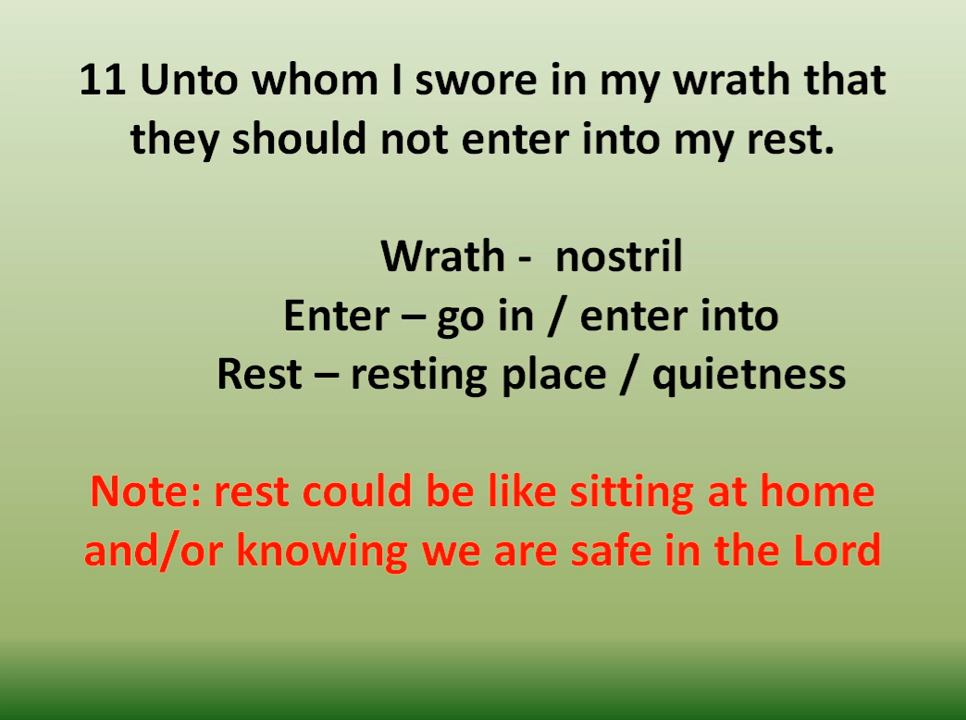 11 Unto whom I swore in my wrath that
they should not enter into my rest.
Wrath -  nostril
Enter – go in / enter into
Rest – resting place / quietness
Note: rest could be like sitting at home
and/or knowing we are safe in the Lord